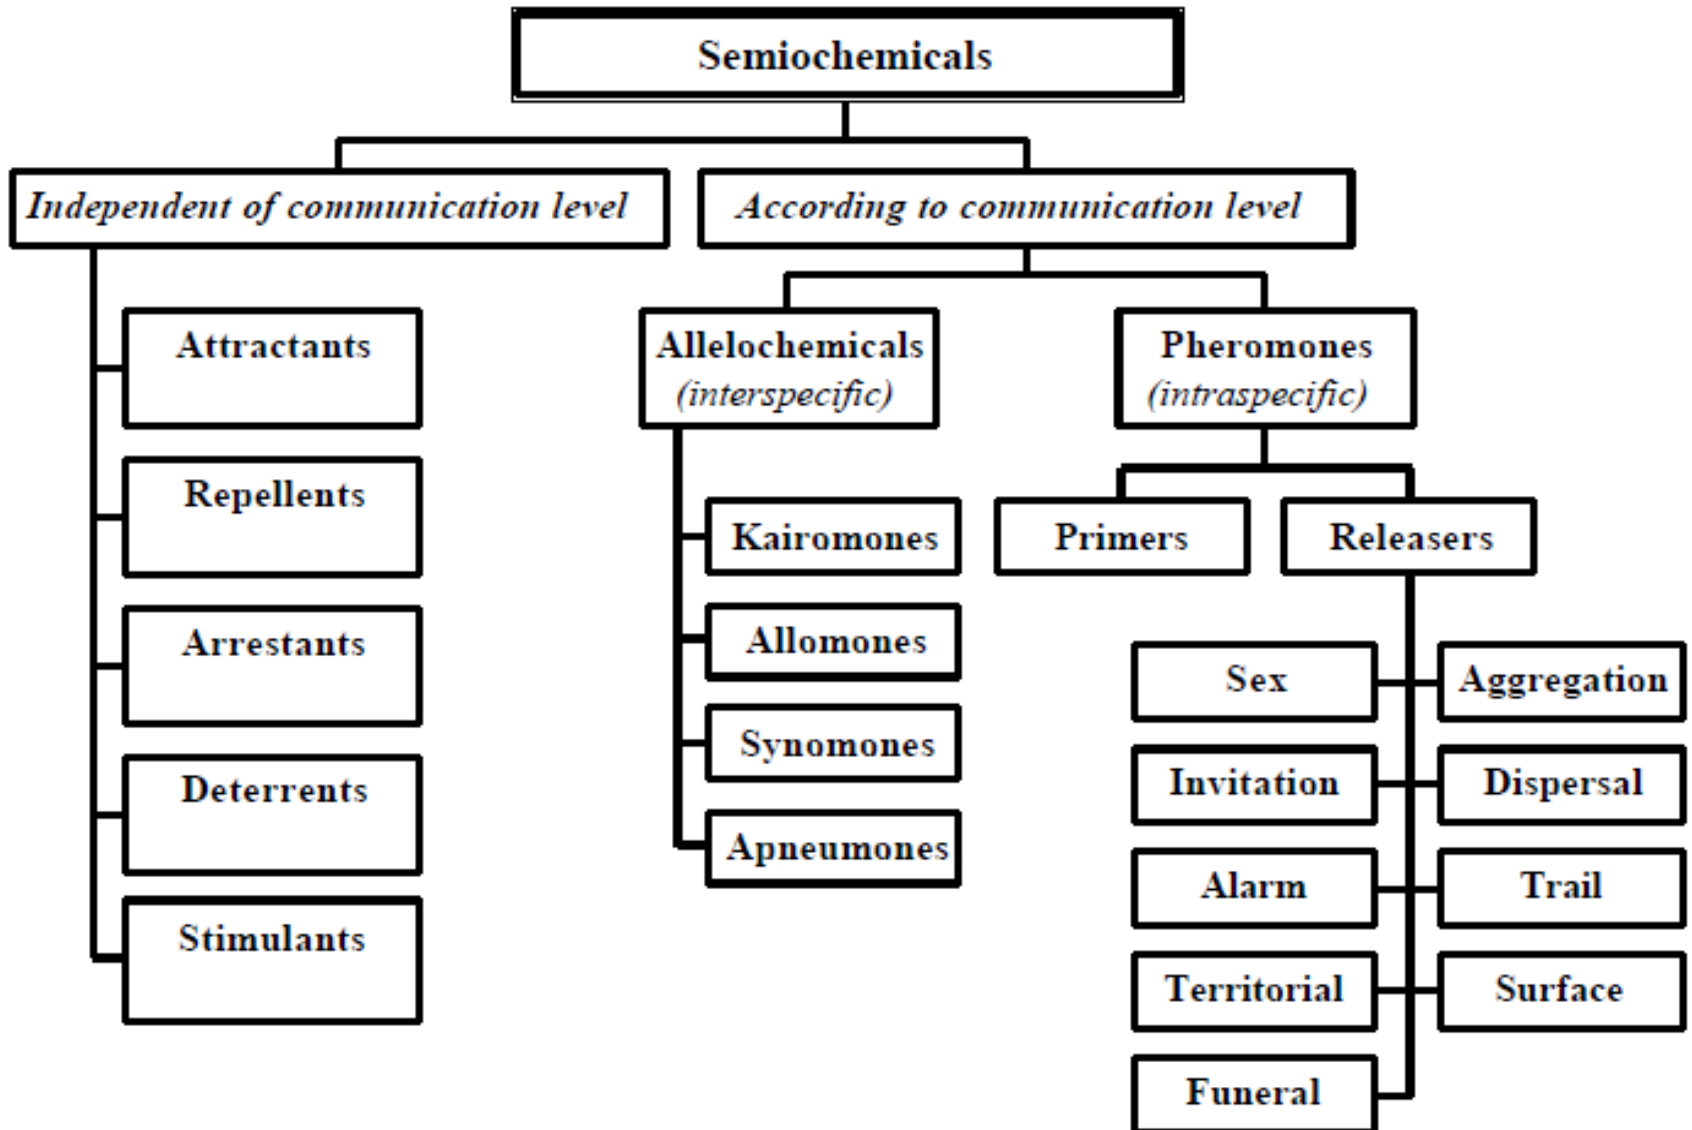 Semiochemicals
Independent of communication level
According to communication level
Attractants
Repellents
Arrestants
Deterrents
Stimulants
Allelochemicals
(interspecific)
Kairomones
Allomones
Synomones
Apneumones
Pheromones
(intraspecific)
Primers
Releasers
Sex
Aggregation
Invitation
Dispersal
Alarm
Trail
Territorial
Surface
Funeral